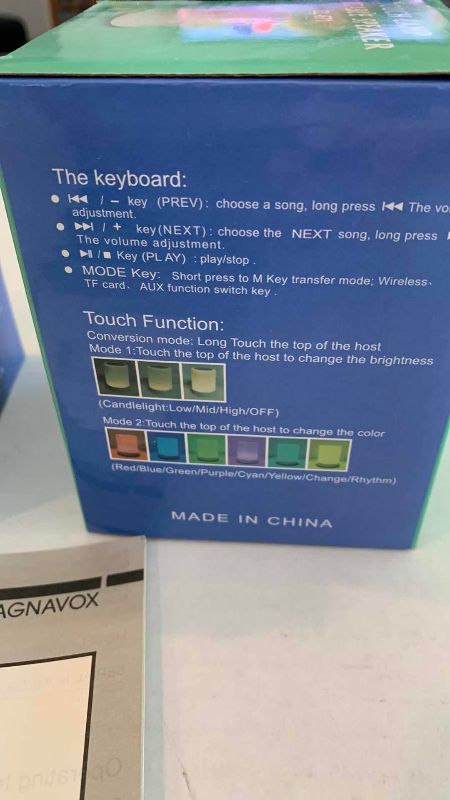 SPEAKER
The keyboard:
● ⏮ / − key (PREV): choose a song, long press ⏮ The
adjustment.
● ⏭ / + key(NEXT): choose the NEXT song, long press
The volume adjustment.
● ⏯/■ Key (PLAY) :play/stop .
● MODE Key: Short press to M Key transfer mode; Wireless、
TF card、 AUX function switch key .
Touch Function:
Conversion mode: Long Touch the top of the host
Mode 1:Touch the top of the host to change the brightness
(Candlelight:Low/Mid/High/OFF)
Mode 2:Touch the top of the host to change the color
(Red/Blue/Green/Purple/Cyan/Yellow/Change/Rhythm)
MADE IN CHINA
AGNAVOX